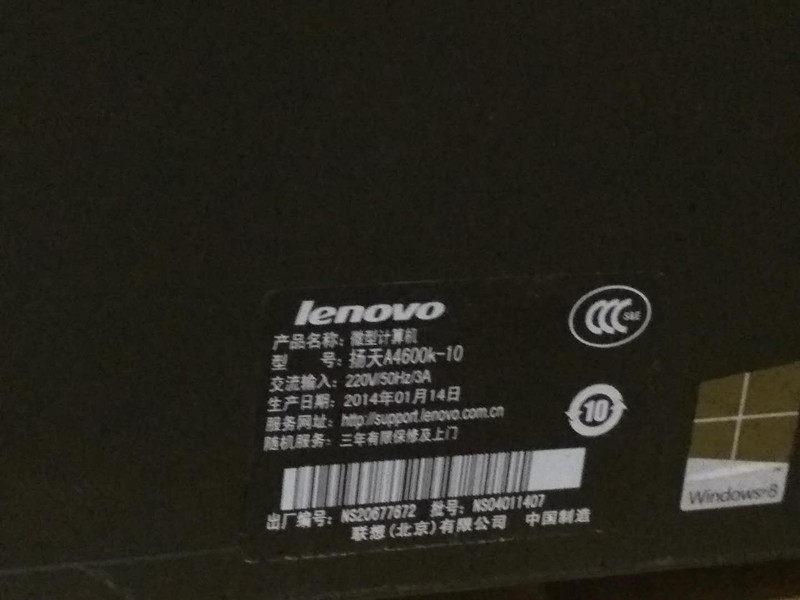 lenovo
CCC
S&E
产品名称：微型计算机
型 号：扬天A4600k-10
交流输入：220V/50Hz/3A
生产日期：2014年01月14日
服务网址：http://support.lenovo.com.cn
10
随机服务：三年有限保修及上门
Windows 8
出厂编号：NS20677672 批号：NS04011407
联想(北京)有限公司 中国制造